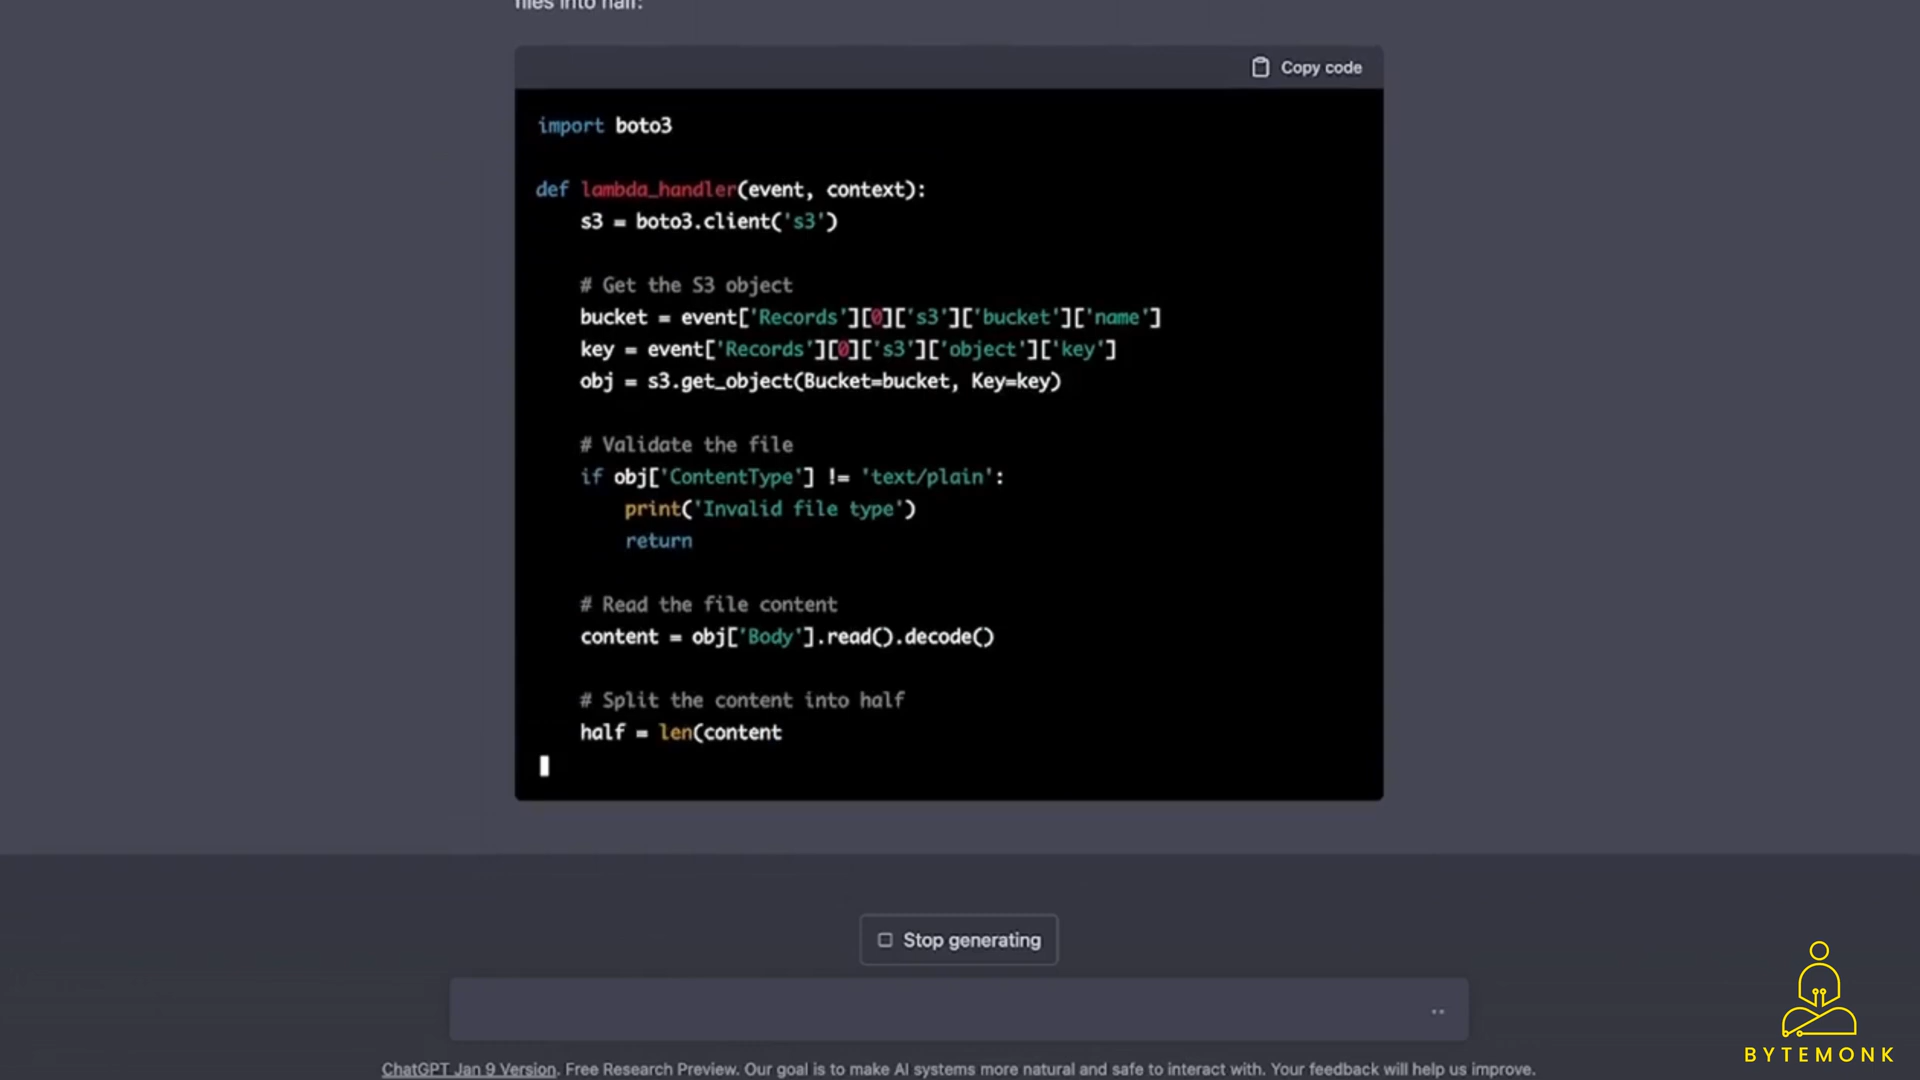 files into half:
Copy code
import boto3
def lambda_handler(event, context):
s3 = boto3.client('s3')
# Get the S3 object
bucket = event['Records'][0]['s3']['bucket']['name']
key = event['Records'][0]['s3']['object']['key']
obj = s3.get_object(Bucket=bucket, Key=key)
# Validate the file
if obj['ContentType'] != 'text/plain':
print('Invalid file type')
return
# Read the file content
content = obj['Body'].read().decode()
# Split the content into half
half = len(content
Stop generating
ChatGPT Jan 9 Version. Free Research Preview. Our goal is to make AI systems more natural and safe to interact with. Your feedback will help us improve.
BYTEMONK